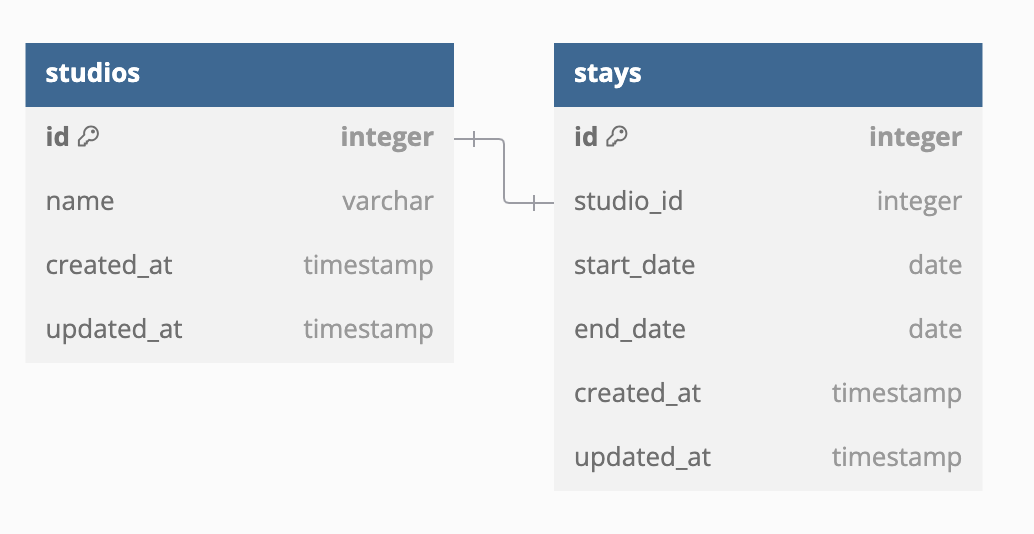 studios
id integer
name varchar
created_at timestamp
updated_at timestamp
stays
id integer
studio_id integer
start_date date
end_date date
created_at timestamp
updated_at timestamp